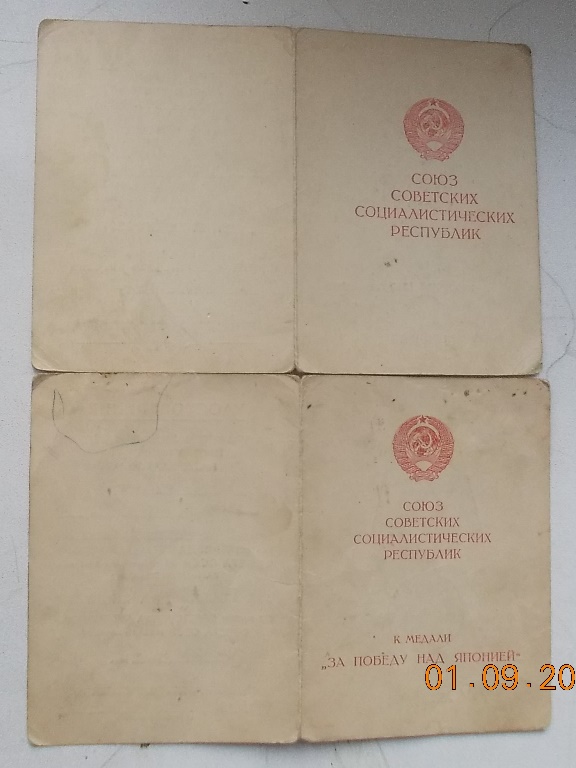 СОЮЗ
СОВЕТСКИХ
СОЦИАЛИСТИЧЕСКИХ
РЕСПУБЛИК
СОЮЗ
СОВЕТСКИХ
СОЦИАЛИСТИЧЕСКИХ
РЕСПУБЛИК
К МЕДАЛИ
„ЗА ПОБЕДУ НАД ЯПОНИЕЙ“
01.09.20